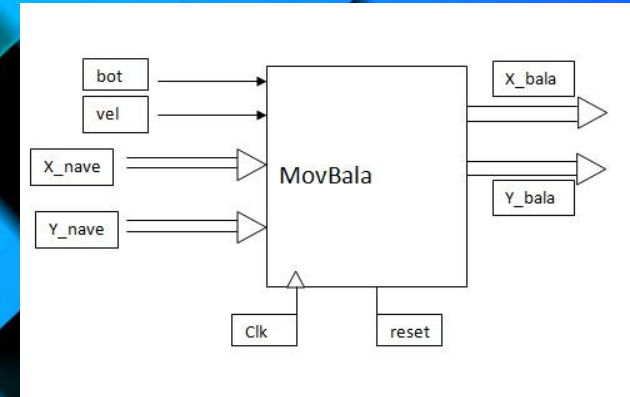 bot
vel
X_nave
Y_nave
MovBala
X_bala
Y_bala
Clk
reset